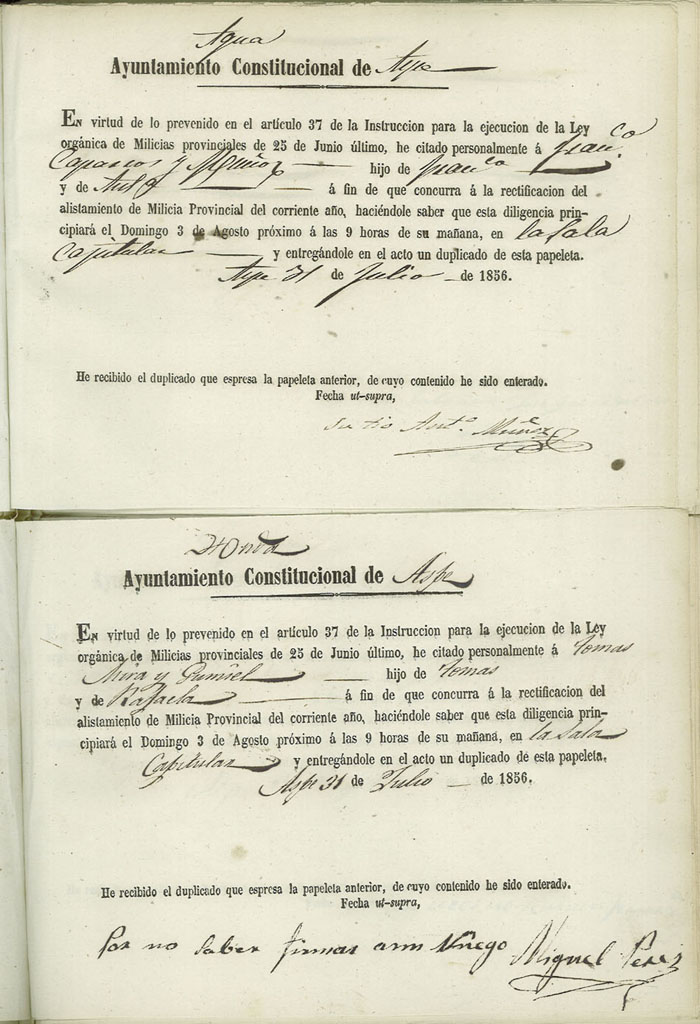 Agua
Ayuntamiento Constitucional de Aspe
En virtud de lo prevenido en el artículo 37 de la Instruccion para la ejecucion de la Ley
orgánica de Milicias provinciales de 25 de Junio último, he citado personalmente á Fran.co
y Muñoz hijo de Fran.co
y de á fin de que concurra á la rectificacion del
alistamiento de Milicia Provincial del corriente año, haciéndole saber que esta diligencia prin-
cipiará el Domingo 3 de Agosto próximo á las 9 horas de su mañana, en la Sala
Capitular y entregándole en el acto un duplicado de esta papeleta.
Aspe 31 de Julio de 1856.
He recibido el duplicado que espresa la papeleta anterior, de cuyo contenido he sido enterado.
Fecha ut-supra,
Su tio Ant.o Muñoz
Honda
Ayuntamiento Constitucional de Aspe
En virtud de lo prevenido en el artículo 37 de la Instruccion para la ejecucion de la Ley
orgánica de Milicias provinciales de 25 de Junio último, he citado personalmente á Tomas
Mira y hijo de Tomas
y de Rafaela á fin de que concurra á la rectificacion del
alistamiento de Milicia Provincial del corriente año, haciéndole saber que esta diligencia prin-
cipiará el Domingo 3 de Agosto próximo á las 9 horas de su mañana, en la Sala
Capitular y entregándole en el acto un duplicado de esta papeleta.
Aspe 31 de Julio de 1856.
He recibido el duplicado que espresa la papeleta anterior, de cuyo contenido he sido enterado.
Fecha ut-supra,
Por no saber firmar Miguel Perez